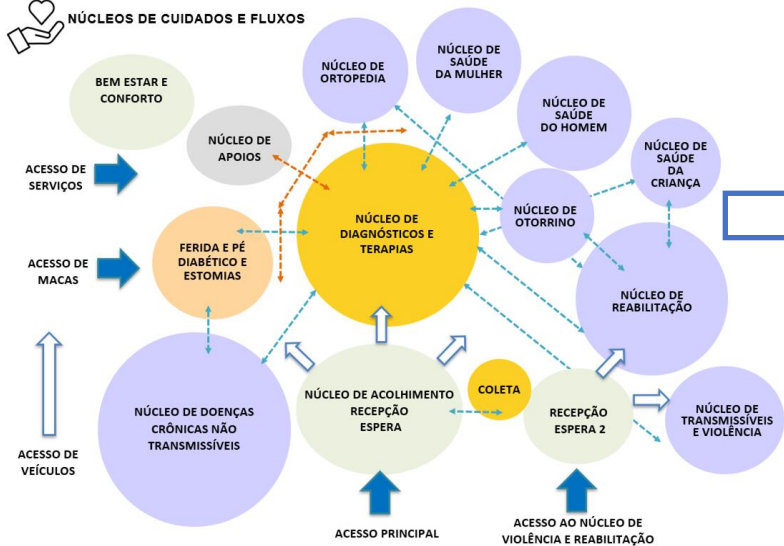 NÚCLEOS DE CUIDADOS E FLUXOS
BEM ESTAR E
CONFORTO
NÚCLEO DE
ORTOPEDIA
NÚCLEO DE
SAÚDE
DA MULHER
NÚCLEO DE
SAÚDE
DO HOMEM
NÚCLEO DE
APOIOS
NÚCLEO DE
SAÚDE
DA
CRIANÇA
ACESSO DE
SERVIÇOS
NÚCLEO DE
DIAGNÓSTICOS E
TERAPIAS
NÚCLEO DE
OTORRINO
FERIDA E PÉ
DIABÉTICO E
ESTOMIAS
ACESSO DE
MACAS
NÚCLEO DE
REABILITAÇÃO
NÚCLEO DE ACOLHIMENTO
RECEPÇÃO
ESPERA
COLETA
RECEPÇÃO
ESPERA 2
NÚCLEO DE
TRANSMISSÍVEIS
E VIOLÊNCIA
NÚCLEO DE DOENÇAS
CRÔNICAS NÃO
TRANSMISSÍVEIS
ACESSO DE
VEÍCULOS
ACESSO PRINCIPAL
ACESSO AO NÚCLEO DE
VIOLÊNCIA E REABILITAÇÃO